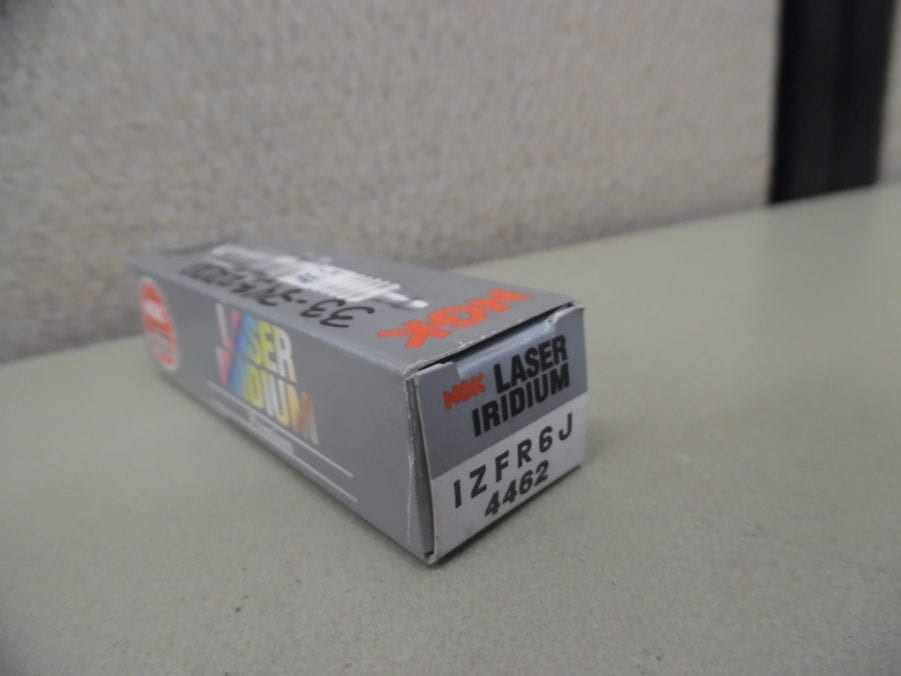 NGK
LASER
IRIDIUM
NGK LASER
IRIDIUM
IZFR6J
4462